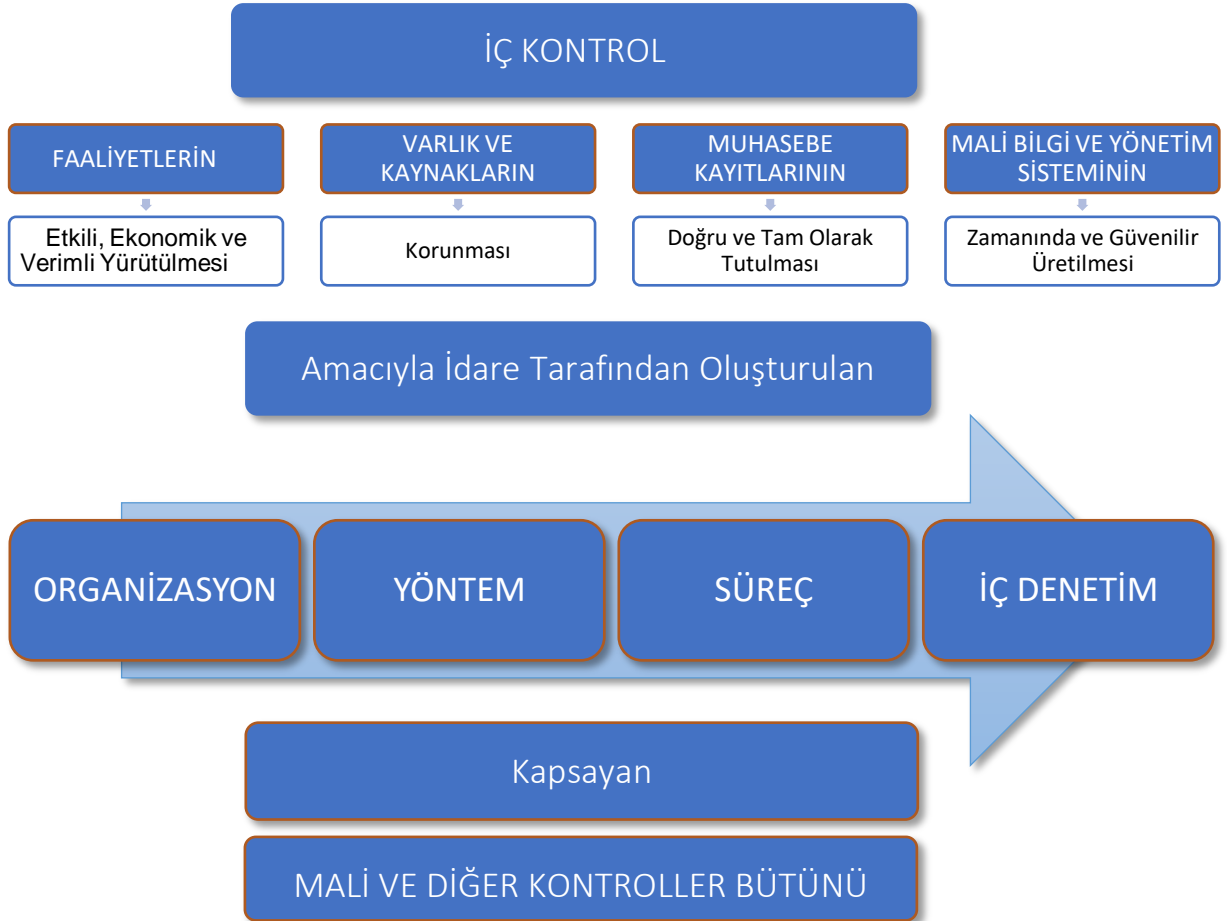 İÇ KONTROL
FAALİYETLERİN
Etkili, Ekonomik ve
Verimli Yürütülmesi
VARLIK VE
KAYNAKLARIN
Korunması
MUHASEBE
KAYITLARININ
Doğru ve Tam Olarak
Tutulması
MALİ BİLGİ VE YÖNETİM
SİSTEMİNİN
Zamanında ve Güvenilir
Üretilmesi
Amacıyla İdare Tarafından Oluşturulan
ORGANİZASYON
YÖNTEM
SÜREÇ
İÇ DENETİM
Kapsayan
MALİ VE DİĞER KONTROLLER BÜTÜNÜ